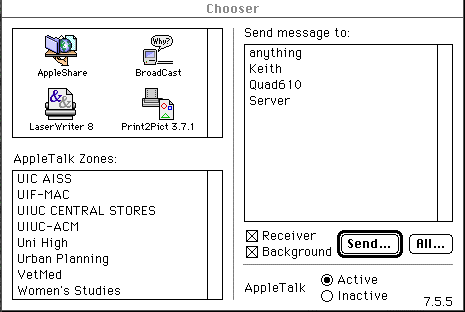 Chooser
AppleShare
Why?
BroadCast
LaserWriter 8
Print2Pict 3.7.1
AppleTalk Zones:
UIC AISS
UIF-MAC
UIUC CENTRAL STORES
UIUC-ACM
Uni High
Urban Planning
VetMed
Women's Studies
Send message to:
anything
Keith
Quad610
Server
Receiver
Background
Send...
All...
AppleTalk
Active
Inactive
7.5.5